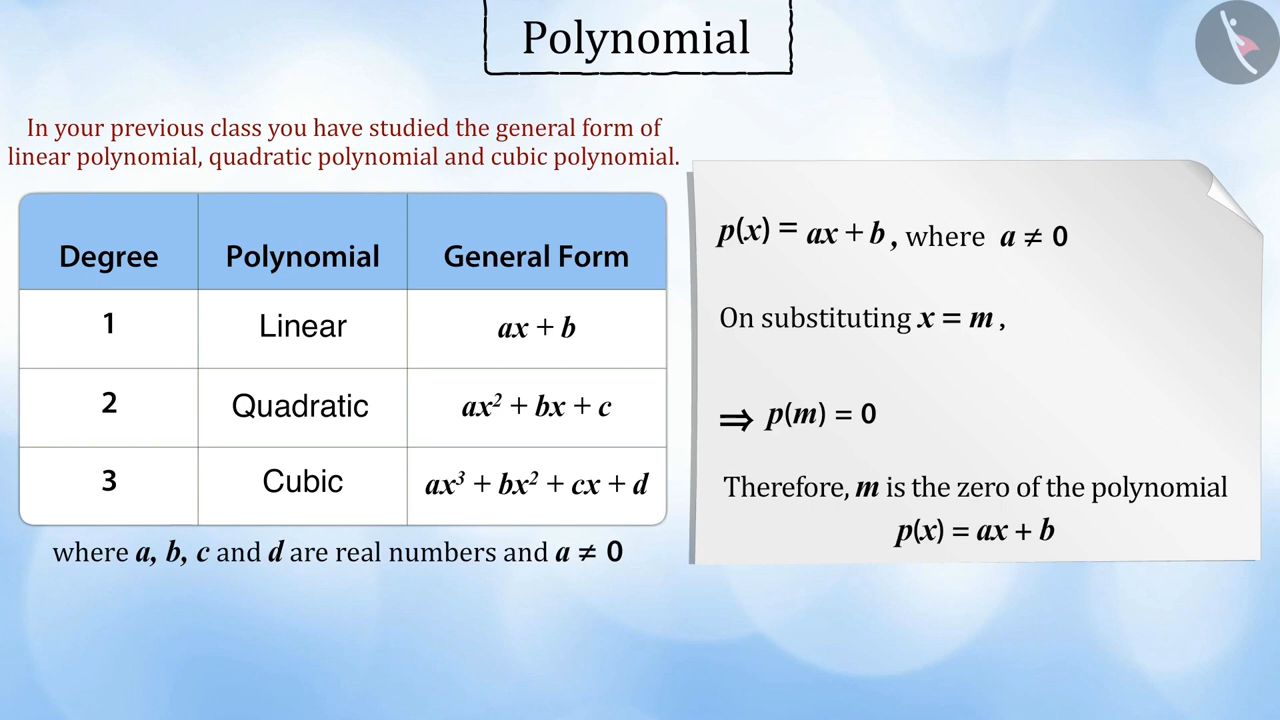 Polynomial
In your previous class you have studied the general form of
linear polynomial, quadratic polynomial and cubic polynomial.
Degree Polynomial General Form
1 Linear ax + b
2 Quadratic ax² + bx + c
3 Cubic ax³ + bx² + cx + d
where a, b, c and d are real numbers and a ≠ 0
p(x) = ax + b, where a ≠ 0
On substituting x = m,
⇒ p(m) = 0
Therefore, m is the zero of the polynomial
p(x) = ax + b